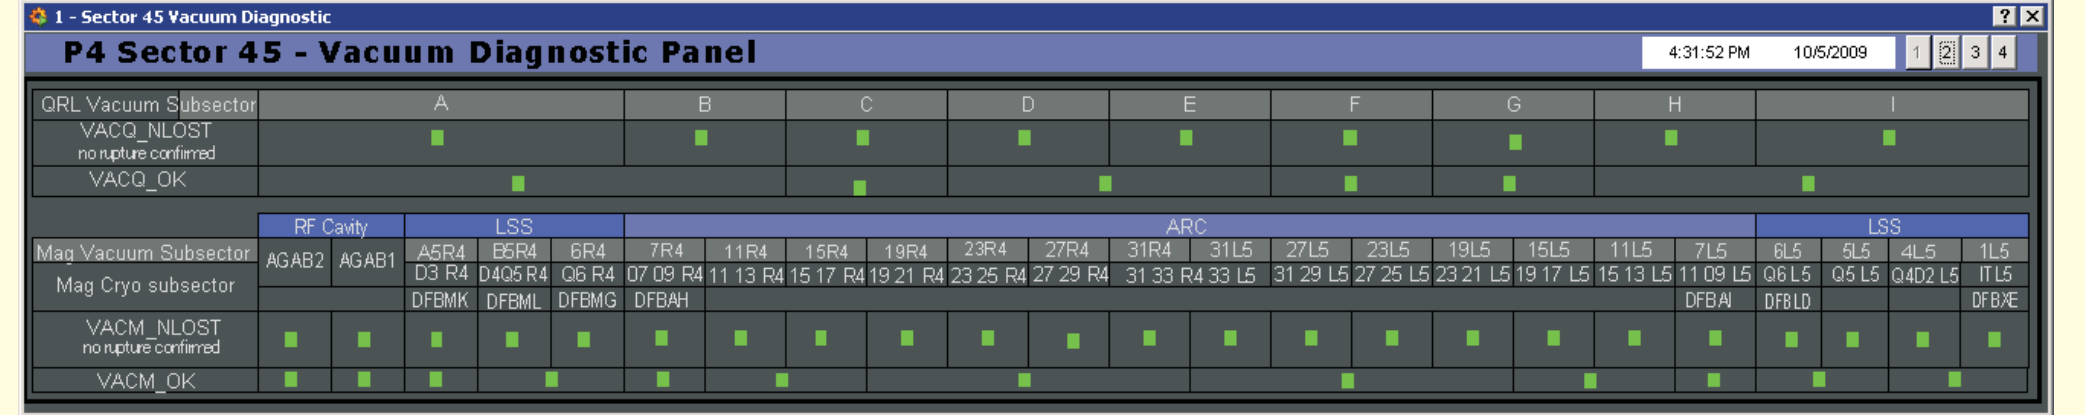 1 - Sector 45 Vacuum Diagnostic
? X
P4 Sector 45 - Vacuum Diagnostic Panel
4:31:52 PM 10/5/2009 1 2 3 4
QRL Vacuum Subsector A B C D E F G H I
VACQ_NLOST
no rupture confirmed
VACQ_OK
RF Cavity LSS ARC LSS
Mag Vacuum Subsector AGAB2 AGAB1 A5R4 B5R4 6R4 7R4 11R4 15R4 19R4 23R4 27R4 31R4 31L5 27L5 23L5 19L5 15L5 11L5 7L5 6L5 5L5 4L5 1L5
Mag Cryo subsector D3 R4 D4Q5 R4 Q6 R4 07 09 R4 11 13 R4 15 17 R4 19 21 R4 23 25 R4 27 29 R4 31 33 R4 33 L5 31 29 L5 27 25 L5 23 21 L5 19 17 L5 15 13 L5 11 09 L5 Q6 L5 Q5 L5 Q4D2 L5 IT L5
DFBMK DFBML DFBMG DFBAH DFBAI DFBLD DFBXE
VACM_NLOST
no rupture confirmed
VACM_OK